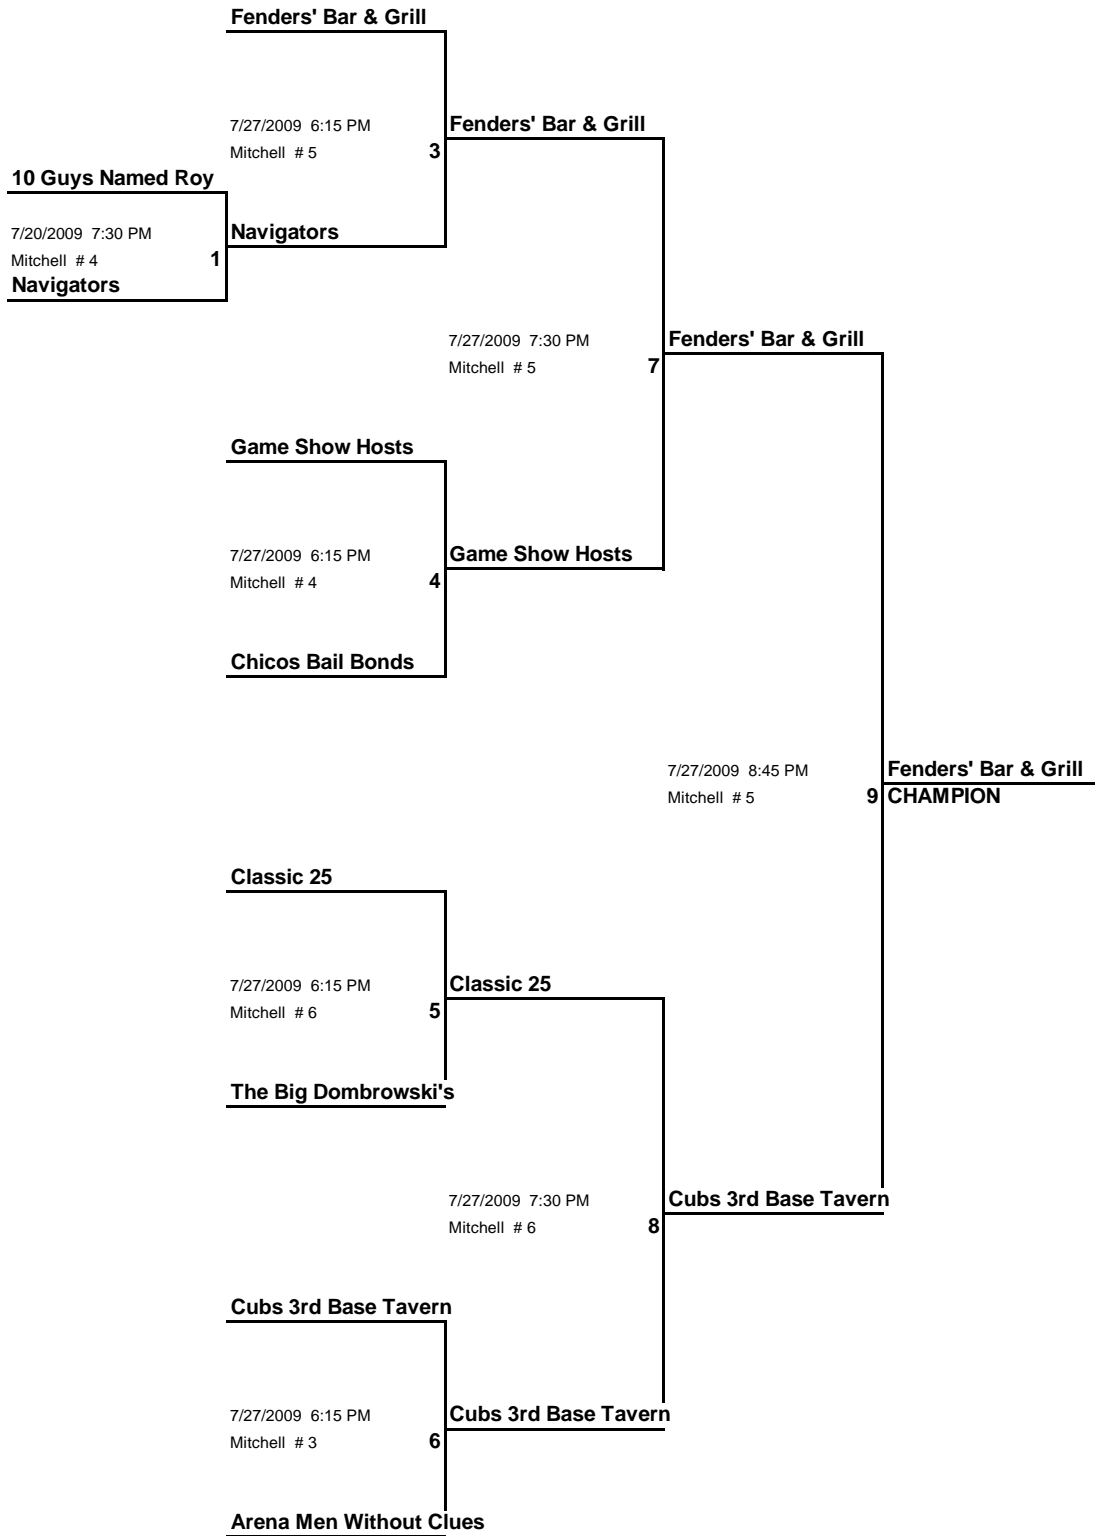 Fenders' Bar & Grill
7/27/2009 6:15 PM
Fenders' Bar & Grill
Mitchell # 5
3
10 Guys Named Roy
7/20/2009 7:30 PM
Navigators
Mitchell # 4
1
Navigators
7/27/2009 7:30 PM
Fenders' Bar & Grill
Mitchell # 5
7
Game Show Hosts
7/27/2009 6:15 PM
Game Show Hosts
Mitchell # 4
4
Chicos Bail Bonds
7/27/2009 8:45 PM
Fenders' Bar & Grill
Mitchell # 5
9 CHAMPION
Classic 25
7/27/2009 6:15 PM
Classic 25
Mitchell # 6
5
The Big Dombrowski's
7/27/2009 7:30 PM
Cubs 3rd Base Tavern
Mitchell # 6
8
Cubs 3rd Base Tavern
7/27/2009 6:15 PM
Cubs 3rd Base Tavern
Mitchell # 3
6
Arena Men Without Clues